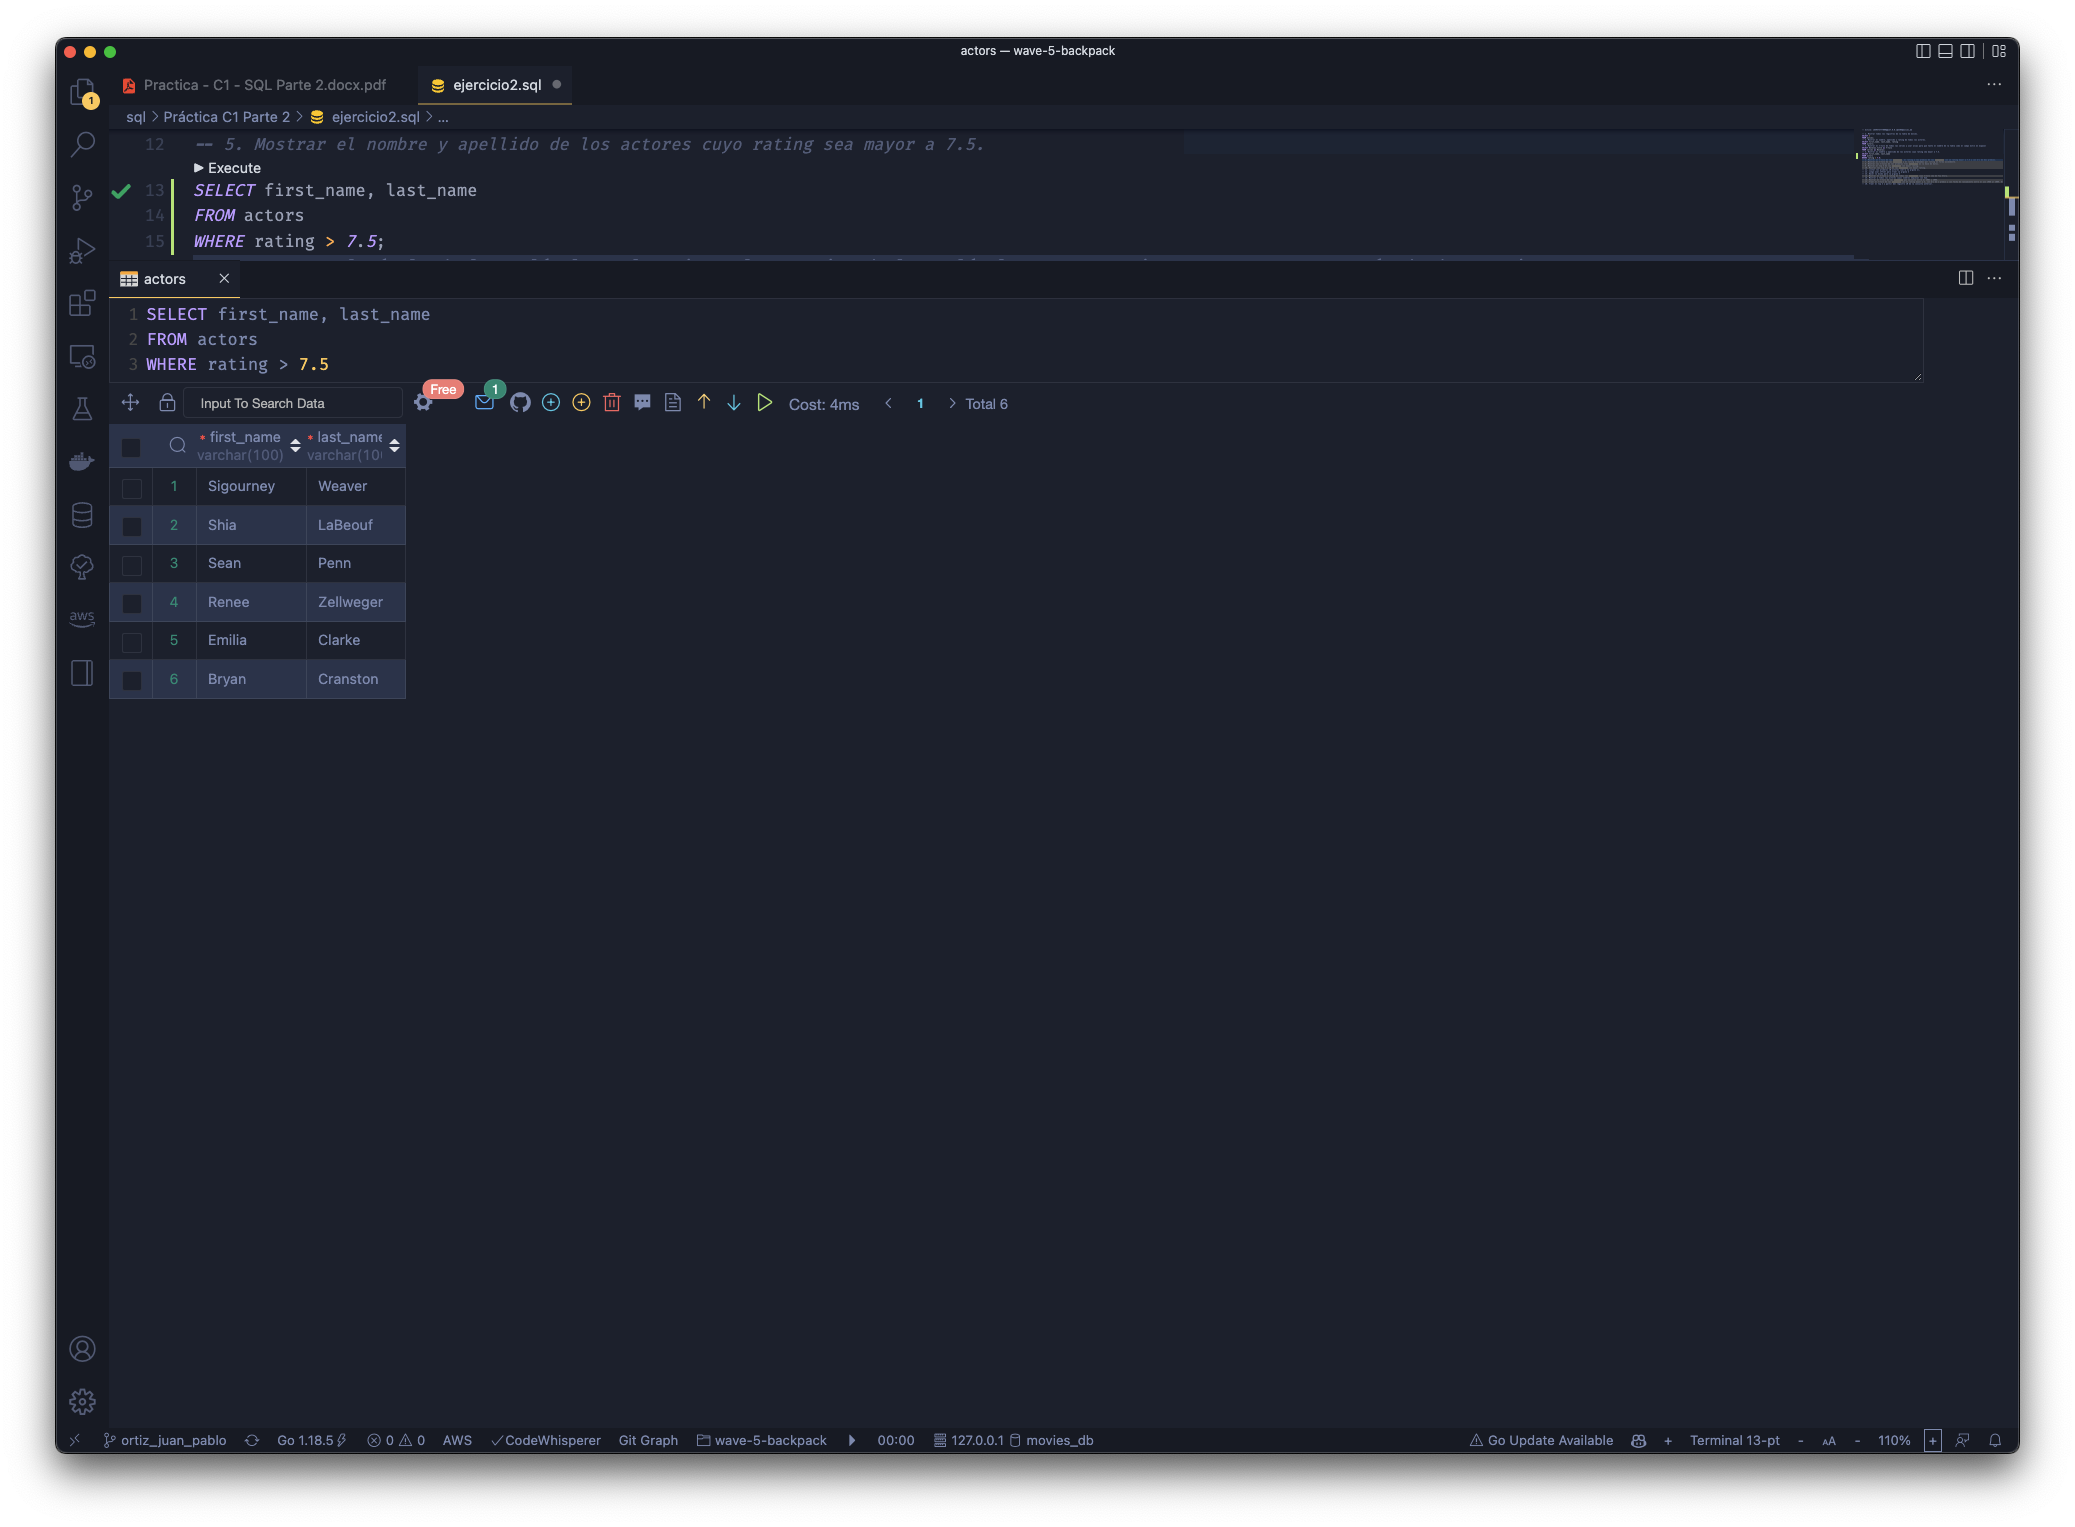 actors — wave-5-backpack
1
Practica - C1 - SQL Parte 2.docx.pdf
ejercicio2.sql
...
sql > Práctica C1 Parte 2 > ejercicio2.sql > ...
12 -- 5. Mostrar el nombre y apellido de los actores cuyo rating sea mayor a 7.5.
Execute
13 SELECT first_name, last_name
14 FROM actors
15 WHERE rating > 7.5;
actors
...
1 SELECT first_name, last_name
2 FROM actors
3 WHERE rating > 7.5
Input To Search Data
Free
1
Cost: 4ms < 1 > Total 6
* first_name * last_name
varchar(100) varchar(10
1 Sigourney Weaver
2 Shia LaBeouf
3 Sean Penn
4 Renee Zellweger
5 Emilia Clarke
6 Bryan Cranston
aws
ortiz_juan_pablo Go 1.18.5 0 0 AWS CodeWhisperer Git Graph wave-5-backpack 00:00 127.0.0.1 movies_db Go Update Available + Terminal 13-pt - AA - 110% +